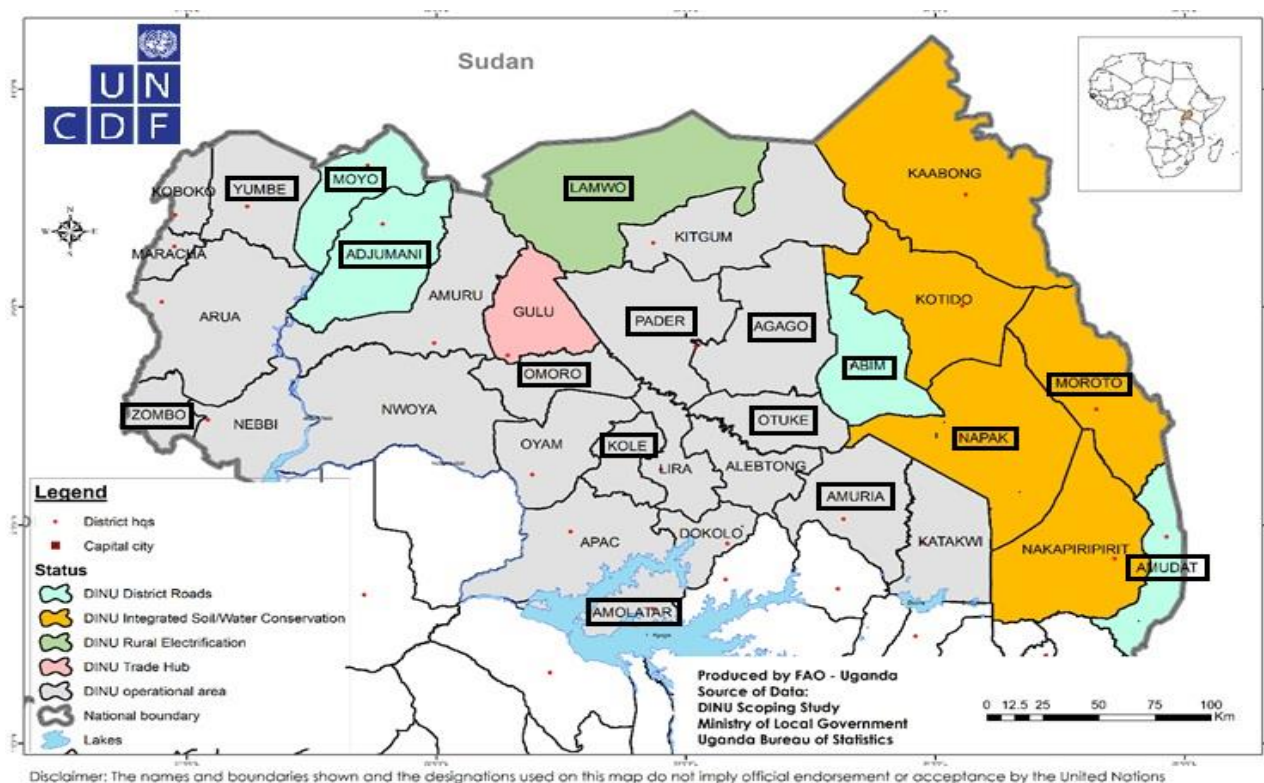 Sudan
UN
CDF
KAABONG
KOBOKO
YUMBE
MOYO
LAMWO
KITGUM
MARACHA
ADJUMANI
AMURU
GULU
KOTIDO
ARUA
PADER
AGAGO
ABIM
MOROTO
OMORO
ZOMBO
NEBBI
NWOYA
OTUKE
NAPAK
OYAM
KOLE
LIRA
ALEBTONG
AMURIA
APAC
DOKOLO
KATAKWI
NAKAPIRIPIRIT
AMUDAT
AMOLATAR
N
W
E
S
Legend
District hqs
Capital city
Status
DINU District Roads
DINU Integrated Soil/Water Conservation
DINU Rural Electrification
DINU Trade Hub
DINU operational area
National boundary
Lakes
Produced by FAO - Uganda
Source of Data:
DINU Scoping Study
Ministry of Local Government
Uganda Bureau of Statistics
0 12.5 25 50 75 100
Km
Disclaimer: The names and boundaries shown and the designations used on this map do not imply official endorsement or acceptance by the United Nations